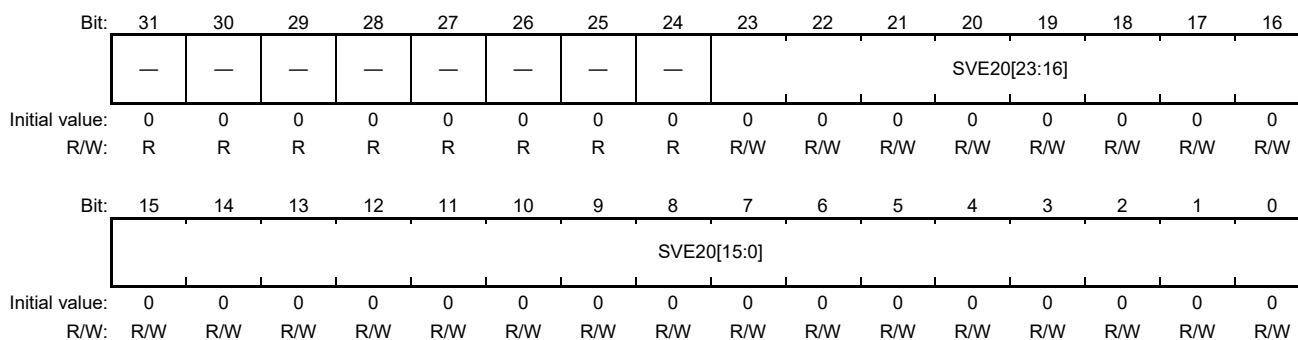 Bit: 31 30 29 28 27 26 25 24 23 22 21 20 19 18 17 16
— — — — — — — — SVE20[23:16]
Initial value: 0 0 0 0 0 0 0 0 0 0 0 0 0 0 0 0
R/W: R R R R R R R R R/W R/W R/W R/W R/W R/W R/W R/W
Bit: 15 14 13 12 11 10 9 8 7 6 5 4 3 2 1 0
SVE20[15:0]
Initial value: 0 0 0 0 0 0 0 0 0 0 0 0 0 0 0 0
R/W: R/W R/W R/W R/W R/W R/W R/W R/W R/W R/W R/W R/W R/W R/W R/W R/W